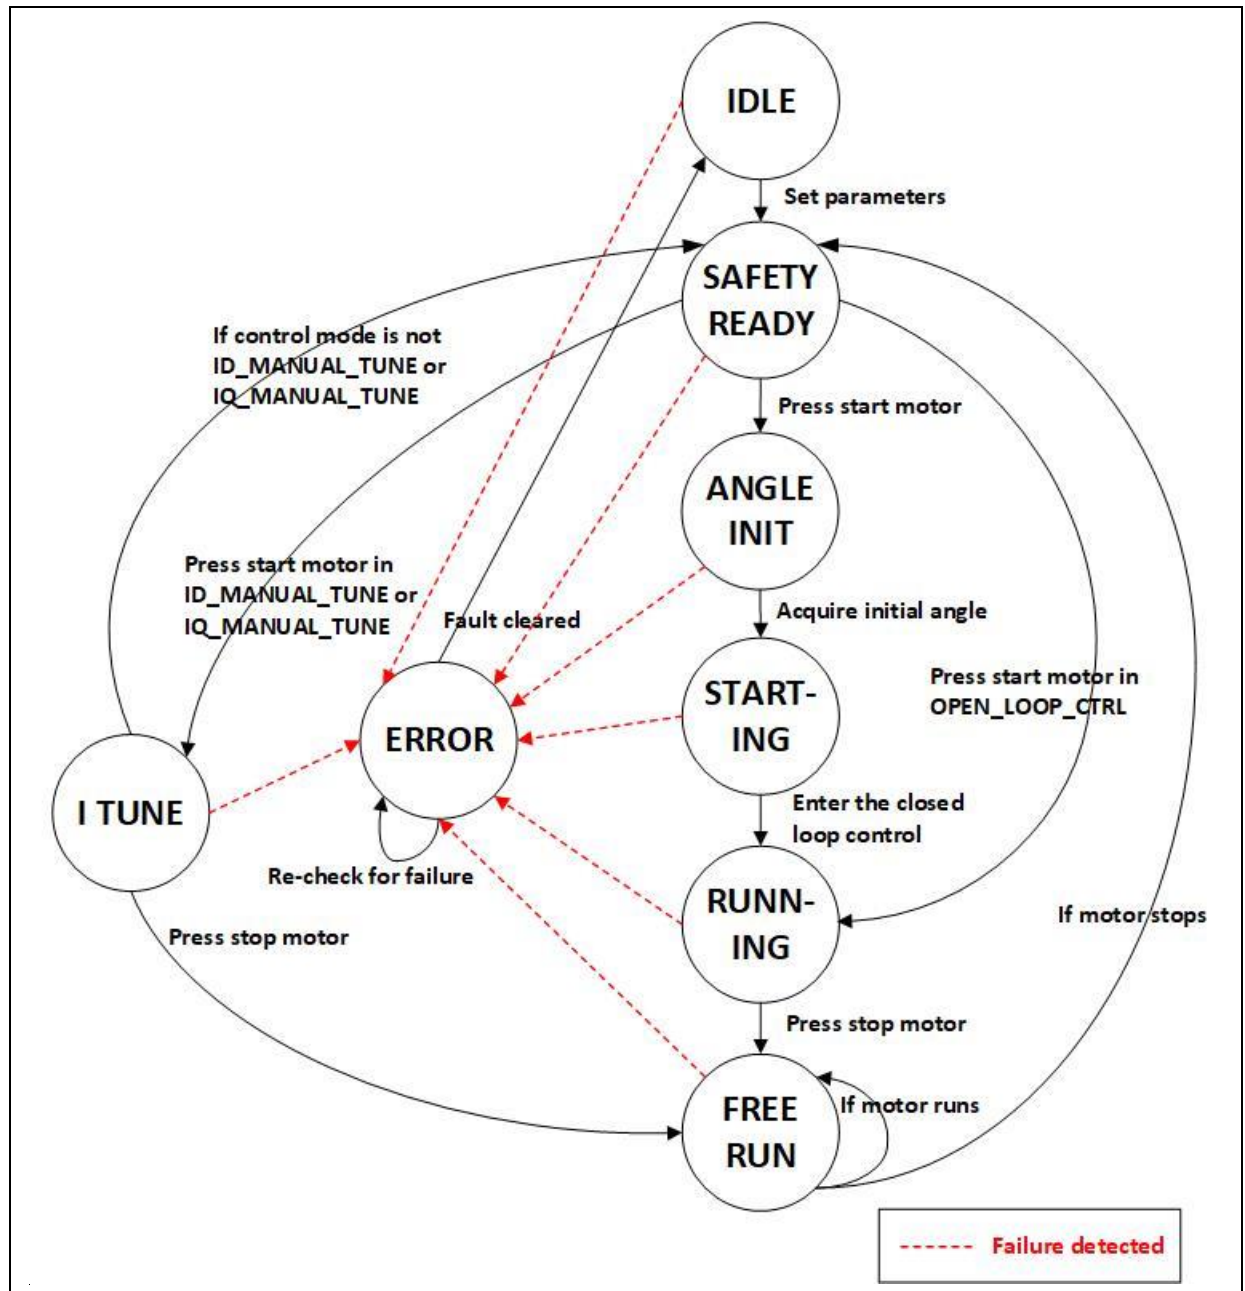 IDLE
Set parameters
SAFETY
READY
If control mode is not
ID_MANUAL_TUNE or
IQ_MANUAL_TUNE
Press start motor
ANGLE
INIT
Press start motor in
ID_MANUAL_TUNE or
IQ_MANUAL_TUNE
Fault cleared
Acquire initial angle
START-
ING
Press start motor in
OPEN_LOOP_CTRL
ERROR
I TUNE
Enter the closed
loop control
Re-check for failure
RUNN-
ING
If motor stops
Press stop motor
Press stop motor
FREE
RUN
If motor runs
Failure detected